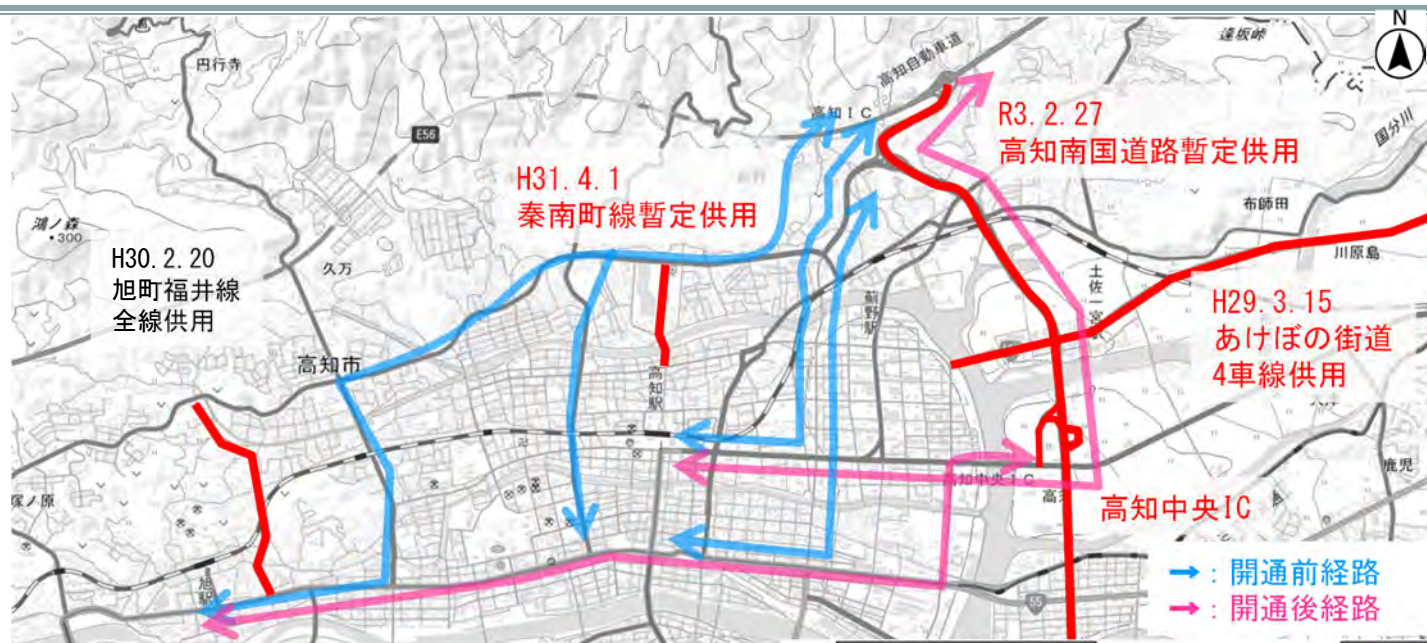 N
逢坂峠
円行寺
高知自動車道
高知IC
E56
国分川
R3.2.27
高知南国道路暫定供用
H31.4.1
秦南町線暫定供用
布師田
鴻ノ森
・300
久万
川原島
H30.2.20
旭町福井線
全線供用
土佐一宮
薊野駅
H29.3.15
あけぼの街道
4車線供用
高知市
高知駅
高知中央IC
鹿児
塚ノ原
高知中央IC
旭駅
55
→：開通前経路
→：開通後経路